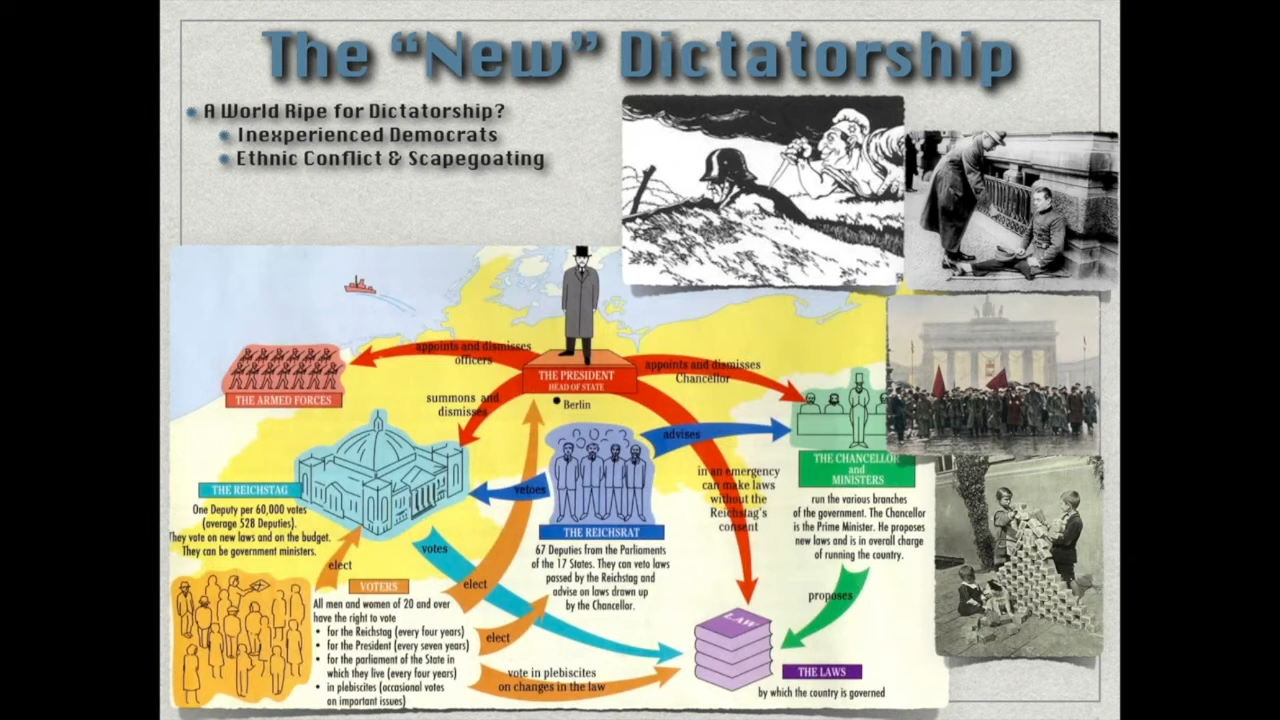 The “New” Dictatorship
A World Ripe for Dictatorship?
Inexperienced Democrats
Ethnic Conflict & Scapegoating
appoints and dismisses
officers
THE ARMED FORCES
THE PRESIDENT
HEAD OF STATE
Berlin
appoints and dismisses
Chancellor
summons and
dismisses
advises
THE CHANCELLOR
and
MINISTERS
run the various branches
of the government. The Chancellor
is the Prime Minister. He proposes
new laws and is in overall charge
of running the country.
in an emergency
can make laws
without the
Reichstag's
consent
vetoes
THE REICHSTAG
One Deputy per 60,000 votes
(average 528 Deputies).
They vote on new laws and on the budget.
They can be government ministers.
THE REICHSRAT
67 Deputies from the Parliaments
of the 17 States. They can veto laws
passed by the Reichstag and
advise on laws drawn up
by the Chancellor.
votes
elect
elect
elect
proposes
VOTERS
All men and women of 20 and over
have the right to vote
• for the Reichstag (every four years)
• for the President (every seven years)
• for the parliament of the State in
which they live (every four years)
• in plebiscites (occasional votes
on important issues)
vote in plebiscites
on changes in the law
LAW
THE LAWS
by which the country is governed